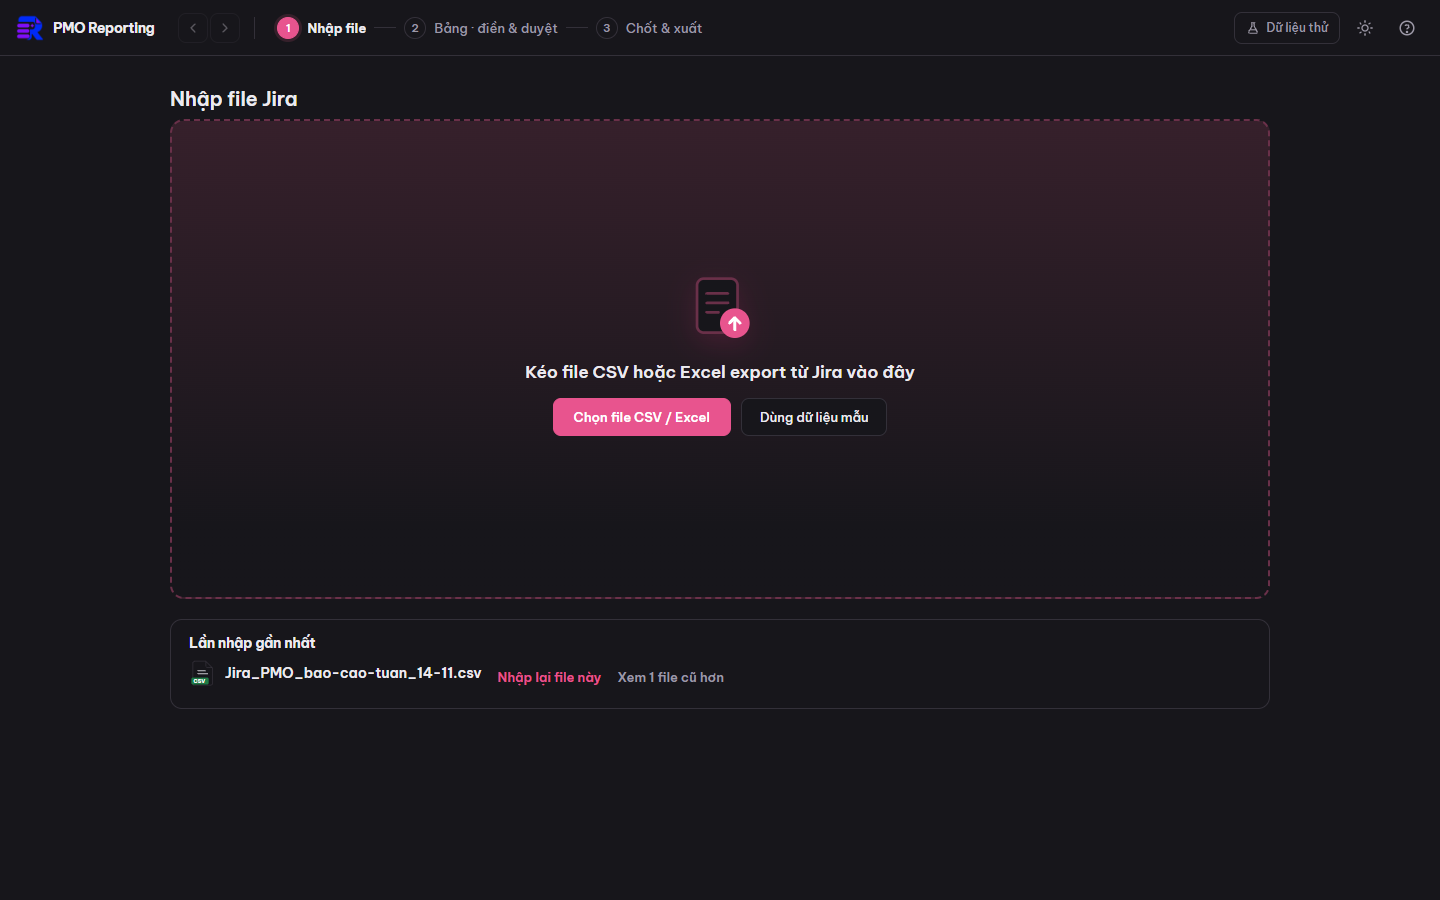 PMO Reporting
1 Nhập file
2 Bảng · điền & duyệt
3 Chốt & xuất
Dữ liệu thử
Nhập file Jira
Kéo file CSV hoặc Excel export từ Jira vào đây
Chọn file CSV / Excel
Dùng dữ liệu mẫu
Lần nhập gần nhất
CSV
Jira_PMO_bao-cao-tuan_14-11.csv
Nhập lại file này
Xem 1 file cũ hơn